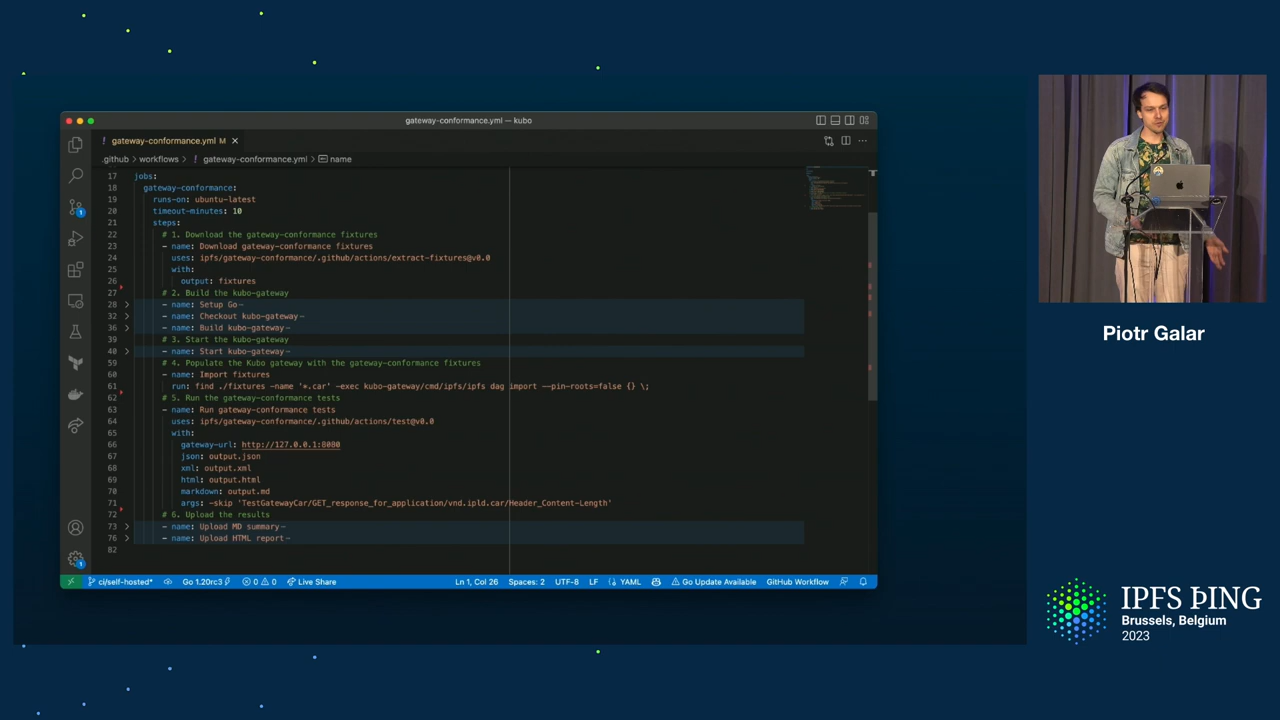 gateway-conformance.yml — kubo
! gateway-conformance.yml M ×
.github > workflows > ! gateway-conformance.yml > name
17 jobs:
18 gateway-conformance:
19 runs-on: ubuntu-latest
20 timeout-minutes: 10
21 steps:
22 # 1. Download the gateway-conformance fixtures
23 - name: Download gateway-conformance fixtures
24 uses: ipfs/gateway-conformance/.github/actions/extract-fixtures@v0.0
25 with:
26 output: fixtures
27 # 2. Build the kubo-gateway
28 - name: Setup Go
32 - name: Checkout kubo-gateway
36 - name: Build kubo-gateway
39 # 3. Start the kubo-gateway
40 - name: Start kubo-gateway
59 # 4. Populate the Kubo gateway with the gateway-conformance fixtures
60 - name: Import fixtures
61 run: find ./fixtures -name '*.car' -exec kubo-gateway/cmd/ipfs/ipfs dag import --pin-roots=false {} \;
62 # 5. Run the gateway-conformance tests
63 - name: Run gateway-conformance tests
64 uses: ipfs/gateway-conformance/.github/actions/test@v0.0
65 with:
66 gateway-url: http://127.0.0.1:8080
67 json: output.json
68 xml: output.xml
69 html: output.html
70 markdown: output.md
71 args: -skip 'TestGatewayCar/GET_response_for_application/vnd.ipld.car/Header_Content-Length'
72 # 6. Upload the results
73 - name: Upload MD summary
76 - name: Upload HTML report
82
ci/self-hosted* Go 1.20rc3 0 0 Live Share Ln 1, Col 26 Spaces: 2 UTF-8 LF YAML Go Update Available GitHub Workflow
Piotr Galar
IPFS ÞING
Brussels, Belgium
2023